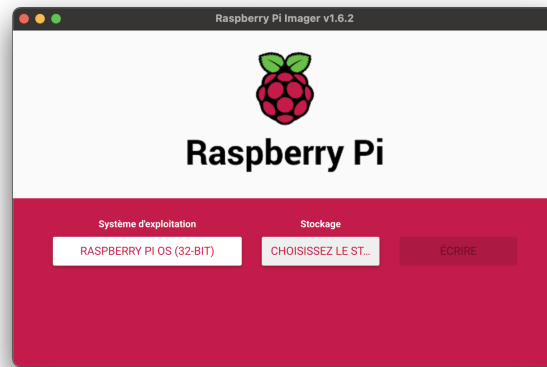 Raspberry Pi Imager v1.6.2
Raspberry Pi
Système d'exploitation
Stockage
RASPBERRY PI OS (32-BIT)
CHOISISSEZ LE ST...
ÉCRIRE